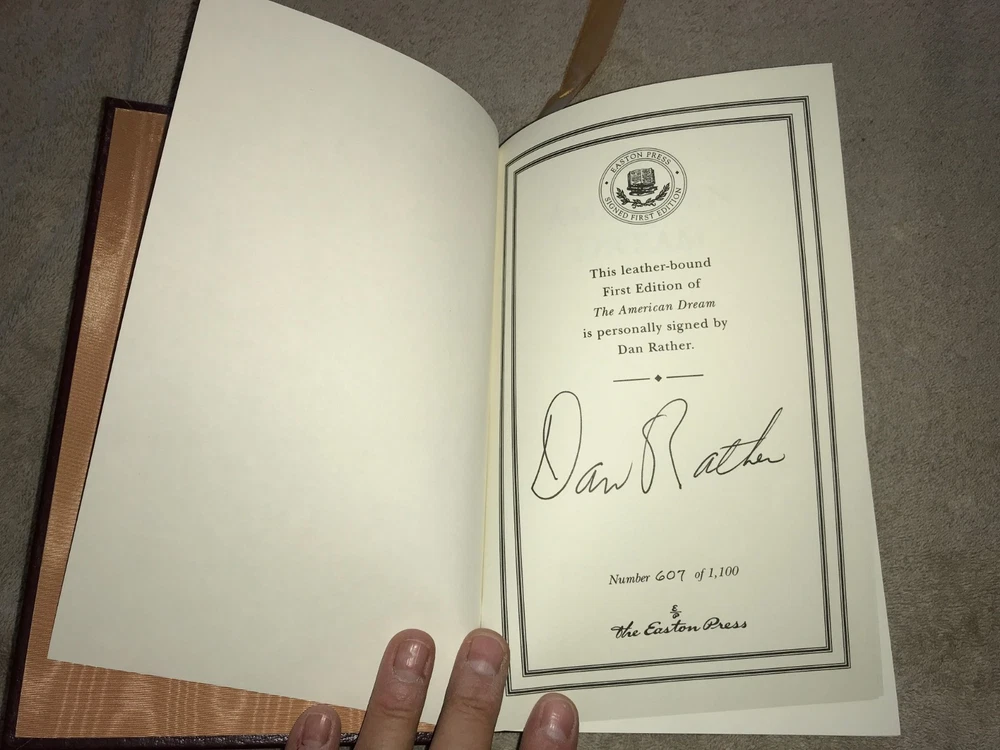 EASTON PRESS
SIGNED FIRST EDITION
This leather-bound
First Edition of
The American Dream
is personally signed by
Dan Rather.
Dan Rather
Number 607 of 1,100
the Easton Press